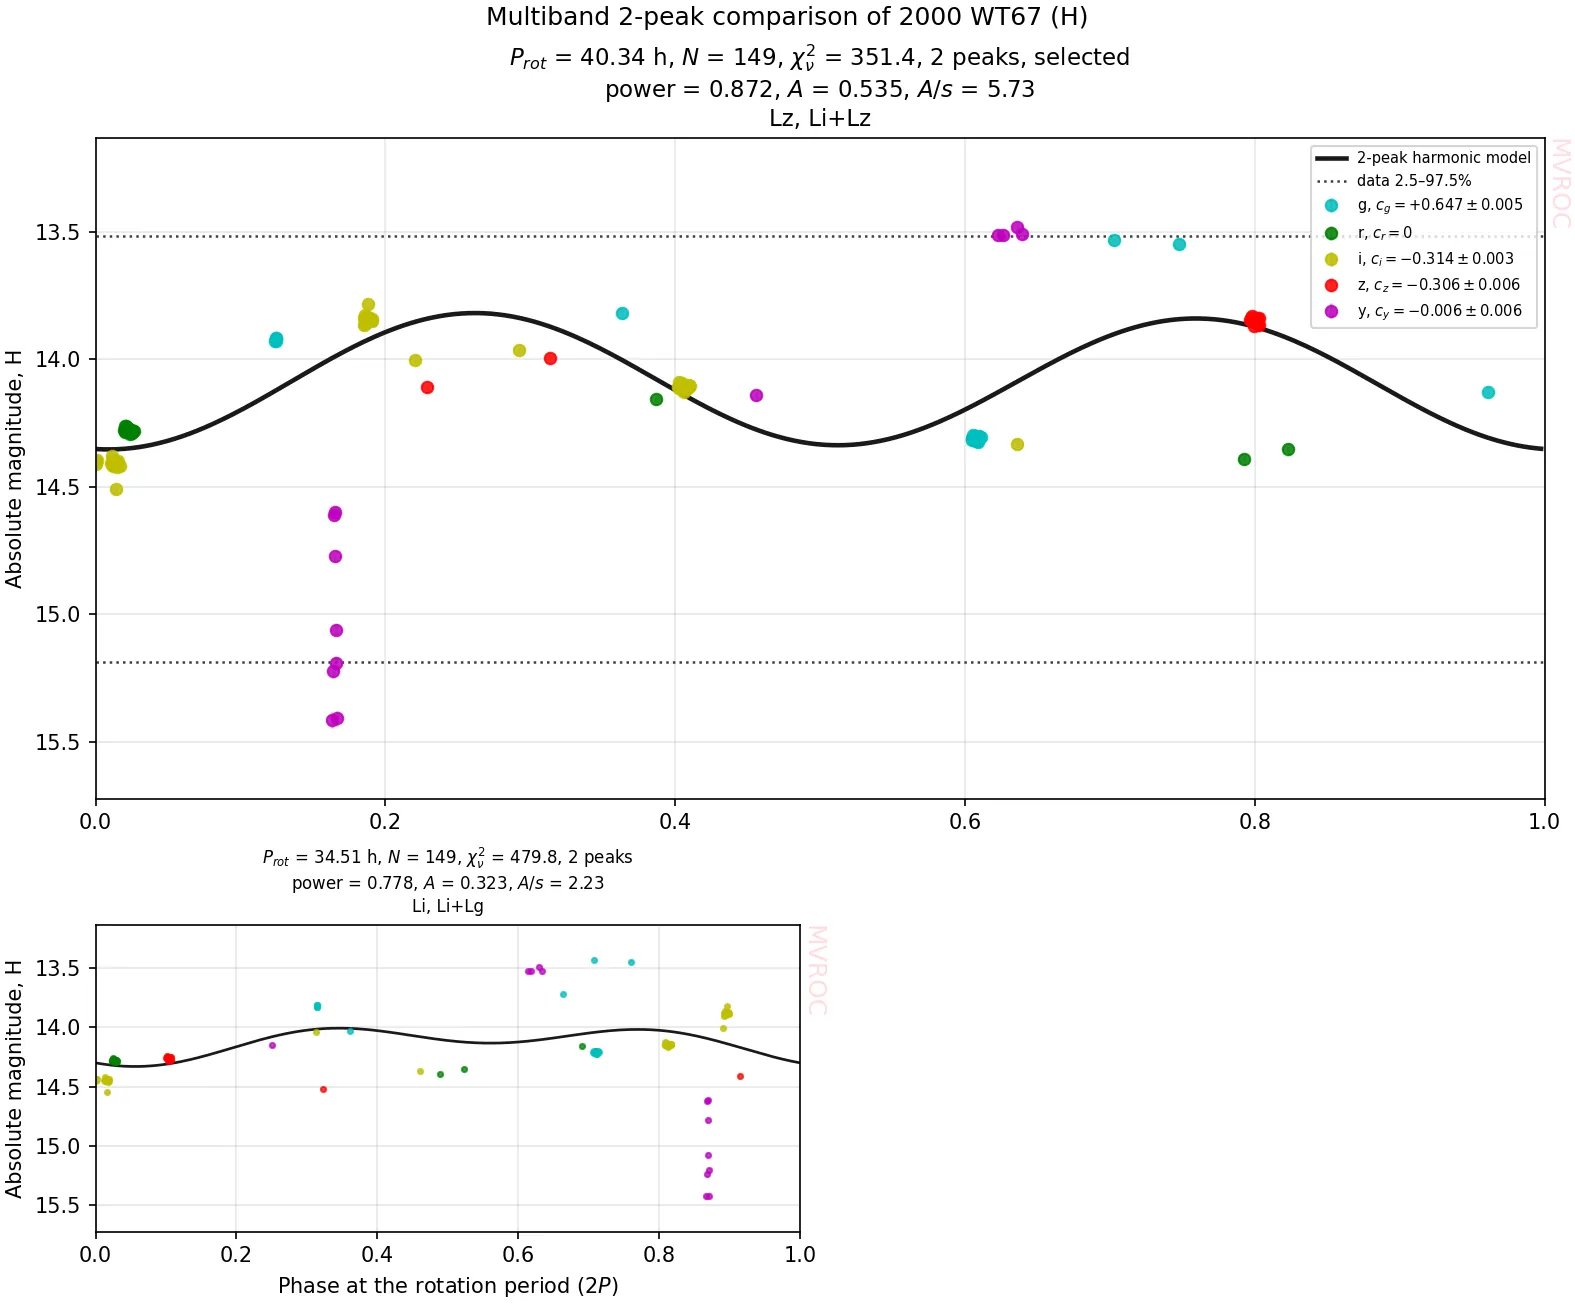 Multiband 2-peak comparison of 2000 WT67 (H)
P_rot = 40.34 h, N = 149, χ²_ν = 351.4, 2 peaks, selected
power = 0.872, A = 0.535, A/s = 5.73
Lz, Li+Lz
2-peak harmonic model
data 2.5–97.5%
g, c_g = +0.647 ± 0.005
r, c_r = 0
i, c_i = −0.314 ± 0.003
z, c_z = −0.306 ± 0.006
y, c_y = −0.006 ± 0.006
MVROC
Absolute magnitude, H
13.5
14.0
14.5
15.0
15.5
0.0 0.2 0.4 0.6 0.8 1.0
P_rot = 34.51 h, N = 149, χ²_ν = 479.8, 2 peaks
power = 0.778, A = 0.323, A/s = 2.23
Li, Li+Lg
MVROC
Absolute magnitude, H
13.5
14.0
14.5
15.0
15.5
0.0 0.2 0.4 0.6 0.8 1.0
Phase at the rotation period (2P)